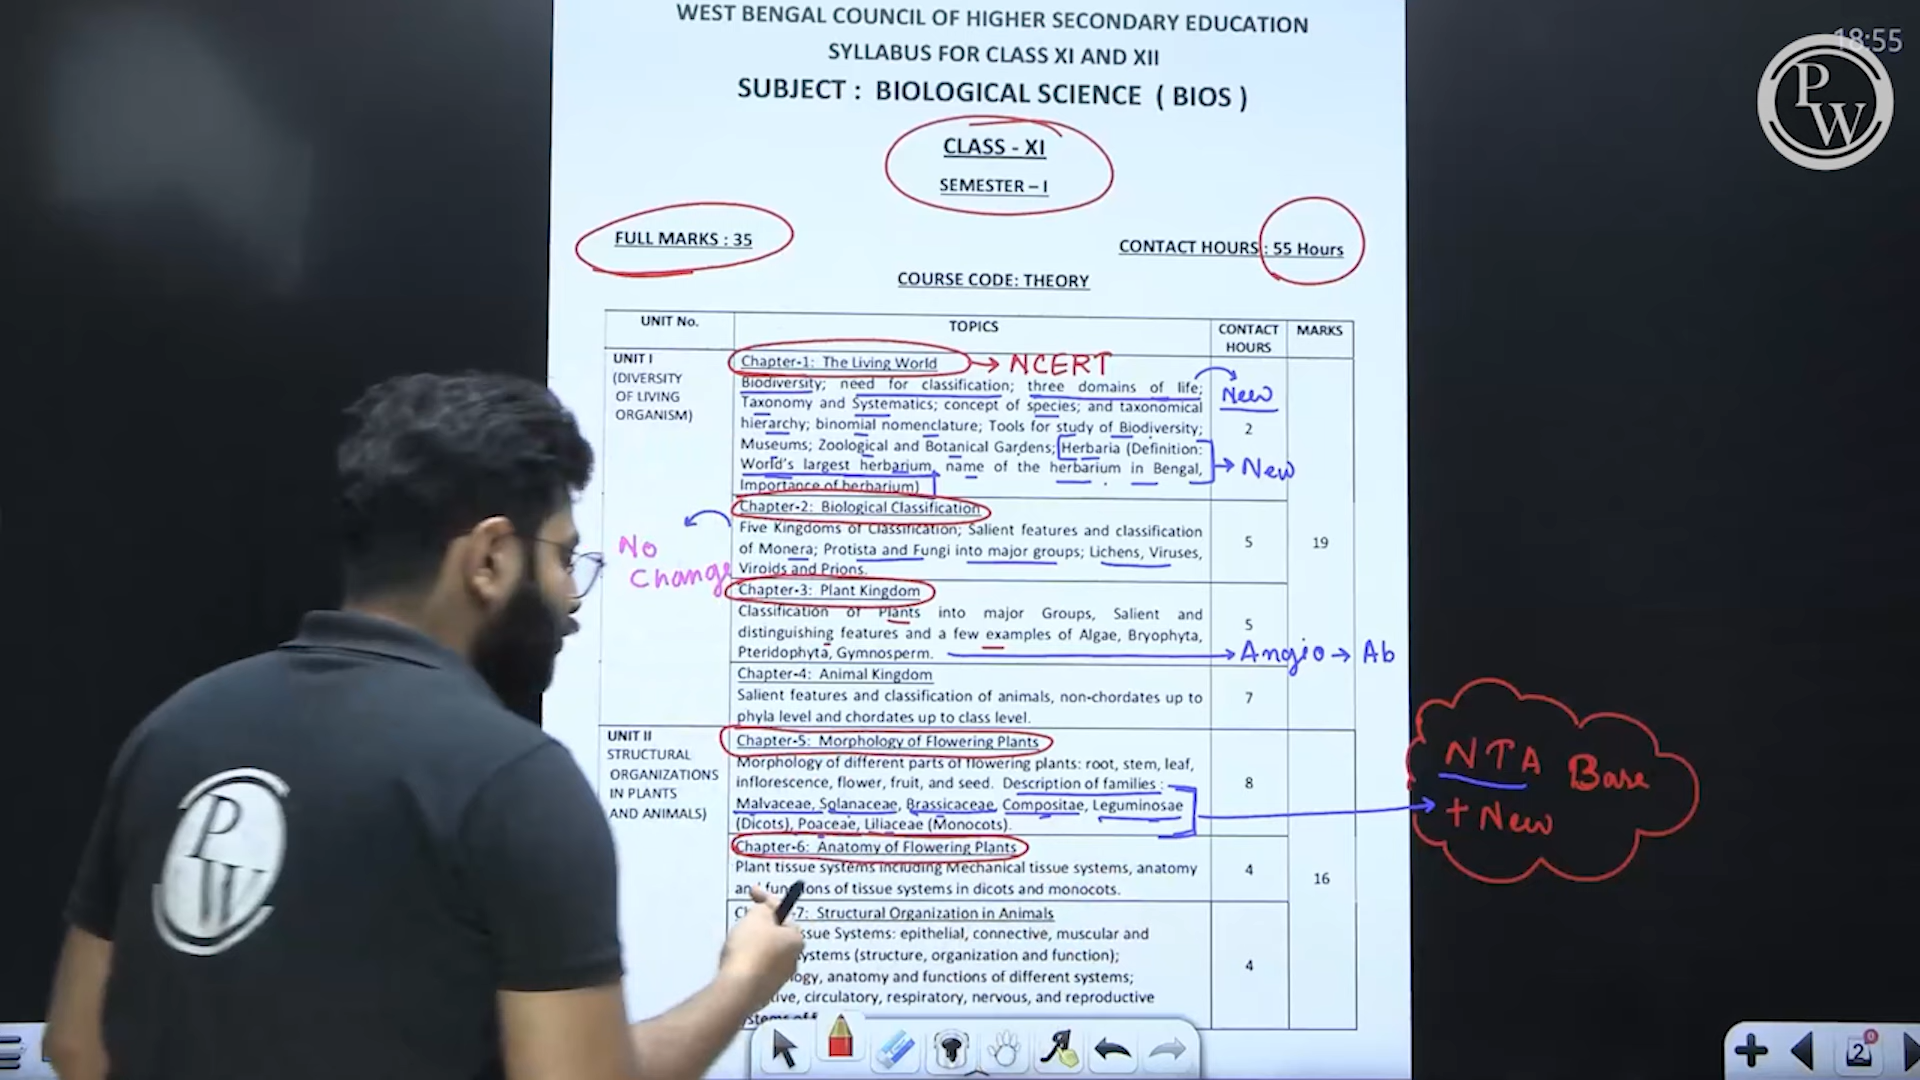 WEST BENGAL COUNCIL OF HIGHER SECONDARY EDUCATION
SYLLABUS FOR CLASS XI AND XII
SUBJECT : BIOLOGICAL SCIENCE ( BIOS )
18:55
PW
CLASS - XI
SEMESTER – I
FULL MARKS : 35
CONTACT HOURS : 55 Hours
COURSE CODE: THEORY
UNIT No.
TOPICS
CONTACT HOURS
MARKS
UNIT I
(DIVERSITY
OF LIVING
ORGANISM)
Chapter-1: The Living World → NCERT
Biodiversity; need for classification; three domains of life;
New
Taxonomy and Systematics; concept of species; and taxonomical
hierarchy; binomial nomenclature; Tools for study of Biodiversity;
2
Museums; Zoological and Botanical Gardens; Herbaria (Definition:
World's largest herbarium, name of the herbarium in Bengal,
→ New
Importance of herbarium)
Chapter-2: Biological Classification
No
Change
Five Kingdoms of Classification; Salient features and classification
of Monera; Protista and Fungi into major groups; Lichens, Viruses,
Viroids and Prions.
5
19
Chapter-3: Plant Kingdom
Classification of Plants into major Groups, Salient and
distinguishing features and a few examples of Algae, Bryophyta,
Pteridophyta, Gymnosperm.
5
Angio → Ab
Chapter-4: Animal Kingdom
Salient features and classification of animals, non-chordates up to
phyla level and chordates up to class level.
7
UNIT II
STRUCTURAL
ORGANIZATIONS
IN PLANTS
AND ANIMALS)
Chapter-5: Morphology of Flowering Plants
Morphology of different parts of flowering plants: root, stem, leaf,
inflorescence, flower, fruit, and seed. Description of families :
Malvaceae, Solanaceae, Brassicaceae, Compositae, Leguminosae
(Dicots), Poaceae, Liliaceae (Monocots).
8
NTA Base
+ New
Chapter-6: Anatomy of Flowering Plants
Plant tissue systems including Mechanical tissue systems, anatomy
and functions of tissue systems in dicots and monocots.
4
16
7: Structural Organization in Animals
Systems: epithelial, connective, muscular and
(structure, organization and function);
anatomy and functions of different systems;
circulatory, respiratory, nervous, and reproductive
4
PW
2
0